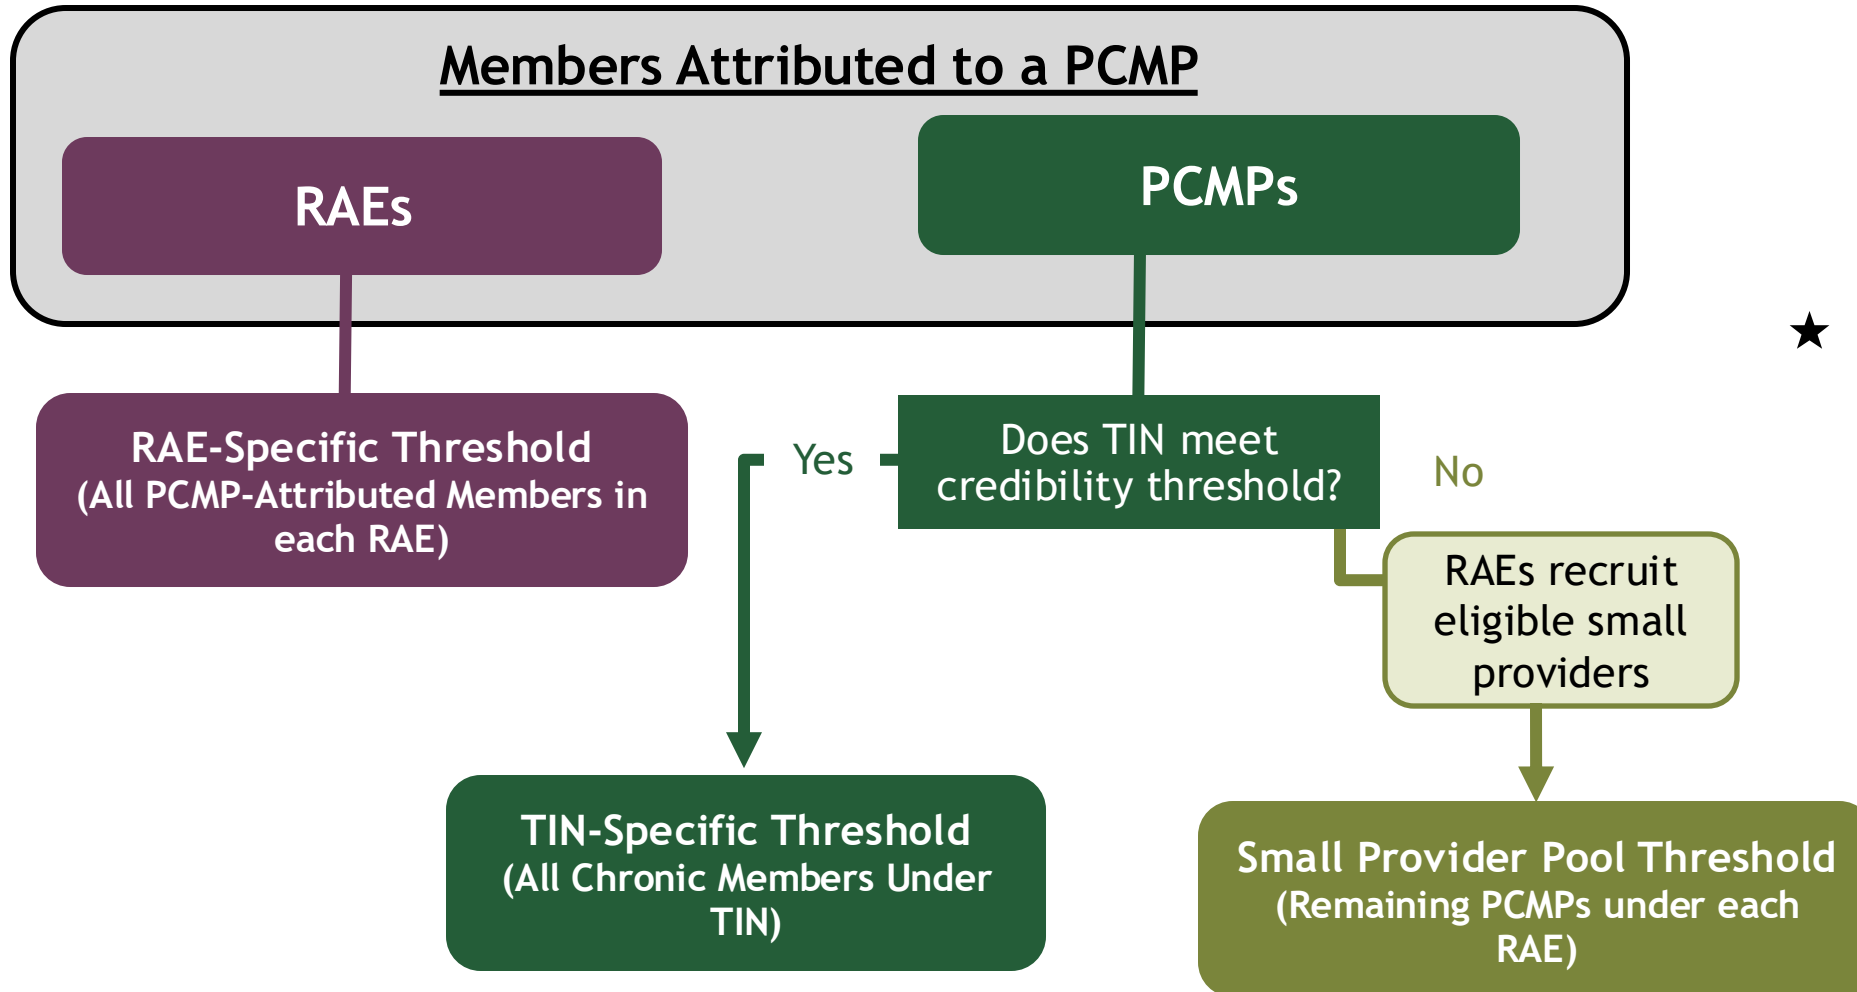 Members Attributed to a PCMP
RAEs
PCMPs
RAE-Specific Threshold
(All PCMP-Attributed Members in
each RAE)
Yes
Does TIN meet
credibility threshold?
No
RAEs recruit
eligible small
providers
TIN-Specific Threshold
(All Chronic Members Under
TIN)
Small Provider Pool Threshold
(Remaining PCMPs under each
RAE)